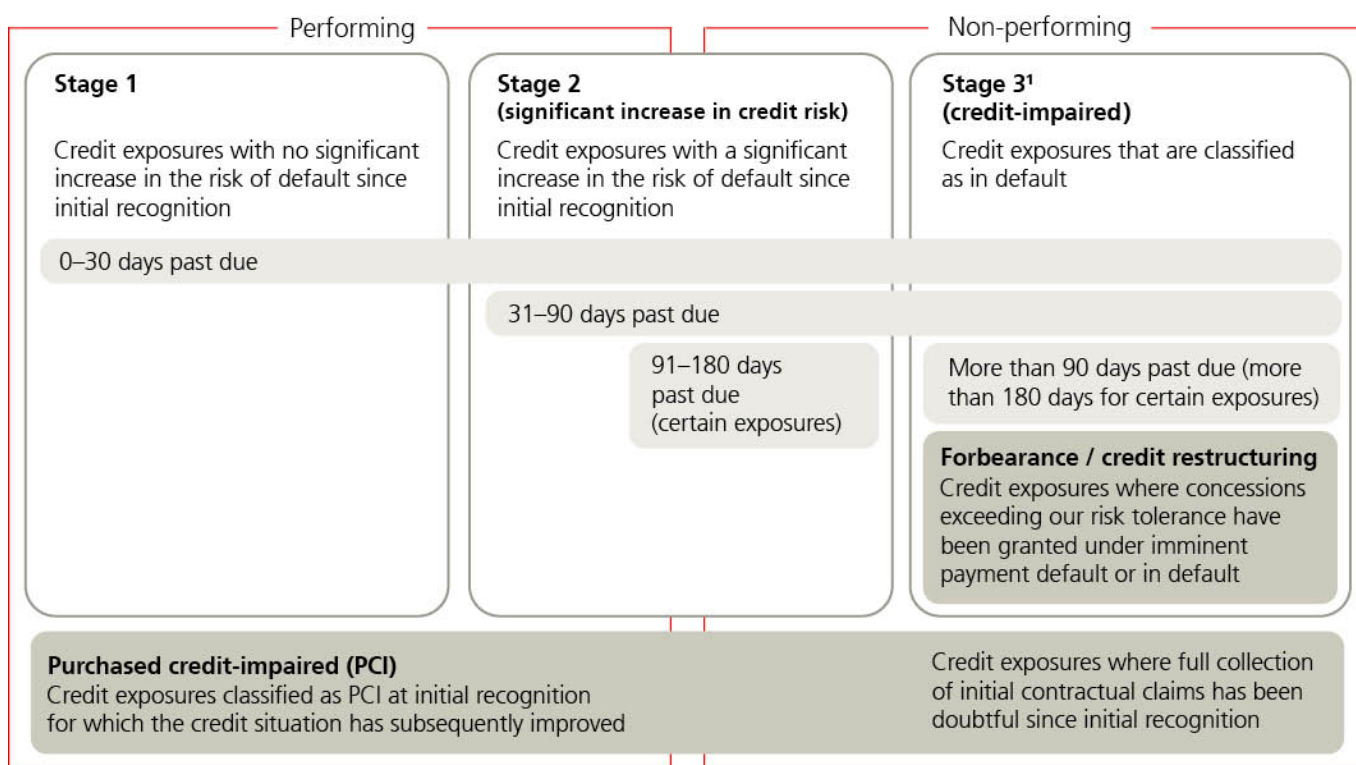 Performing
Non-performing
Stage 1
Credit exposures with no significant
increase in the risk of default since
initial recognition
Stage 2
(significant increase in credit risk)
Credit exposures with a significant
increase in the risk of default since
initial recognition
Stage 3¹
(credit-impaired)
Credit exposures that are classified
as in default
0–30 days past due
31–90 days past due
91–180 days
past due
(certain exposures)
More than 90 days past due (more
than 180 days for certain exposures)
Forbearance / credit restructuring
Credit exposures where concessions
exceeding our risk tolerance have
been granted under imminent
payment default or in default
Purchased credit-impaired (PCI)
Credit exposures classified as PCI at initial recognition
for which the credit situation has subsequently improved
Credit exposures where full collection
of initial contractual claims has been
doubtful since initial recognition